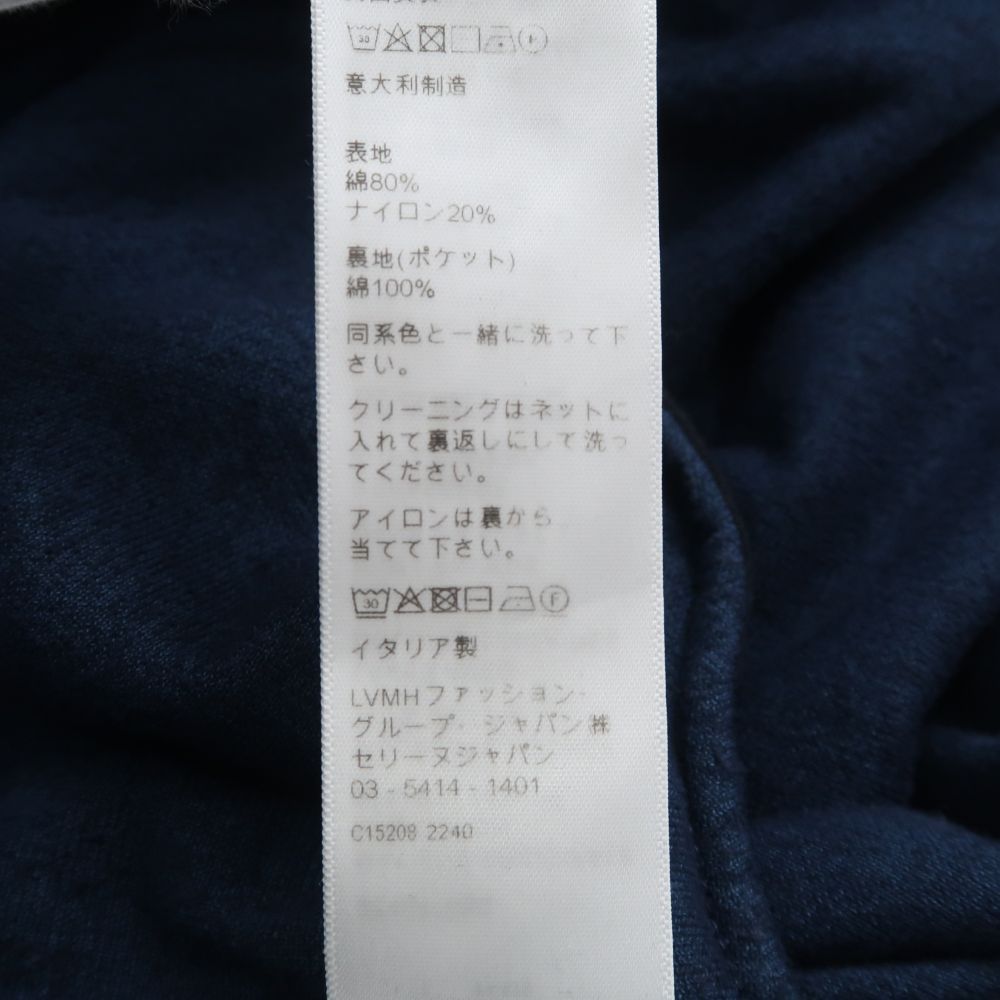 意大利制造
表地
綿80%
ナイロン20%
裏地(ポケット)
綿100%
同系色と一緒に洗って下
さい。
クリーニングはネットに
入れて裏返しにして洗っ
てください。
アイロンは裏から
当てて下さい。
30
イタリア製
LVMHファッション・
グループ・ジャパン㈱
セリーヌジャパン
03 - 5414 - 1401
C15208 2240